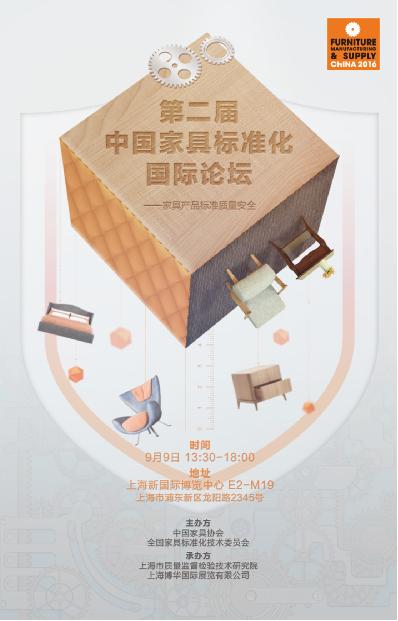 FURNITURE
MANUFACTURING
& SUPPLY
CHINA 2016
第二届
中国家具标准化
国际论坛
——家具产品标准质量安全
时间
9月9日 13:30-18:00
地址
上海新国际博览中心 E2-M19
上海市浦东新区龙阳路2345号
主办方
中国家具协会
全国家具标准化技术委员会
承办方
上海市质量监督检验技术研究院
上海博华国际展览有限公司